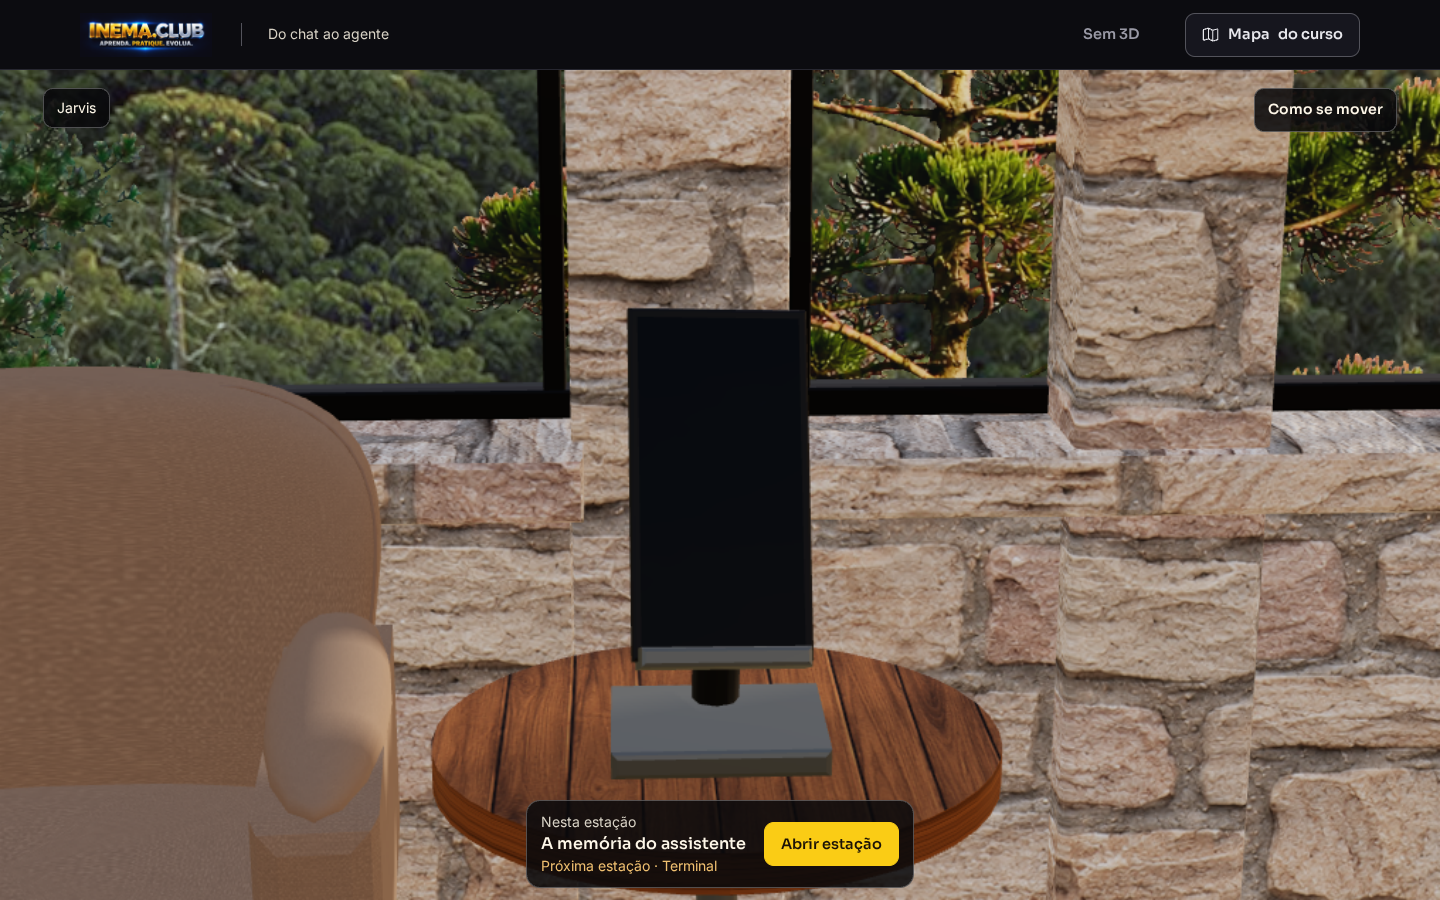 INEMA.CLUB
APRENDA. PRATIQUE. EVOLUA.
Do chat ao agente
Sem 3D
Mapa do curso
Jarvis
Como se mover
Nesta estação
A memória do assistente
Próxima estação · Terminal
Abrir estação